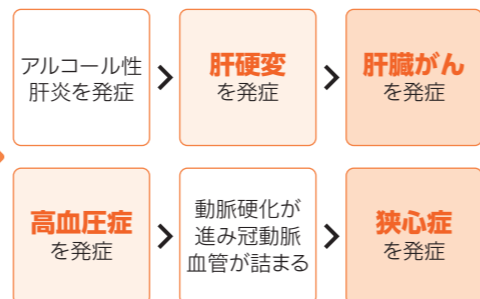 アルコール性
肝炎を発症
肝硬変
を発症
肝臓がん
を発症
高血圧症
を発症
動脈硬化が
進み冠動脈
血管が詰まる
狭心症
を発症